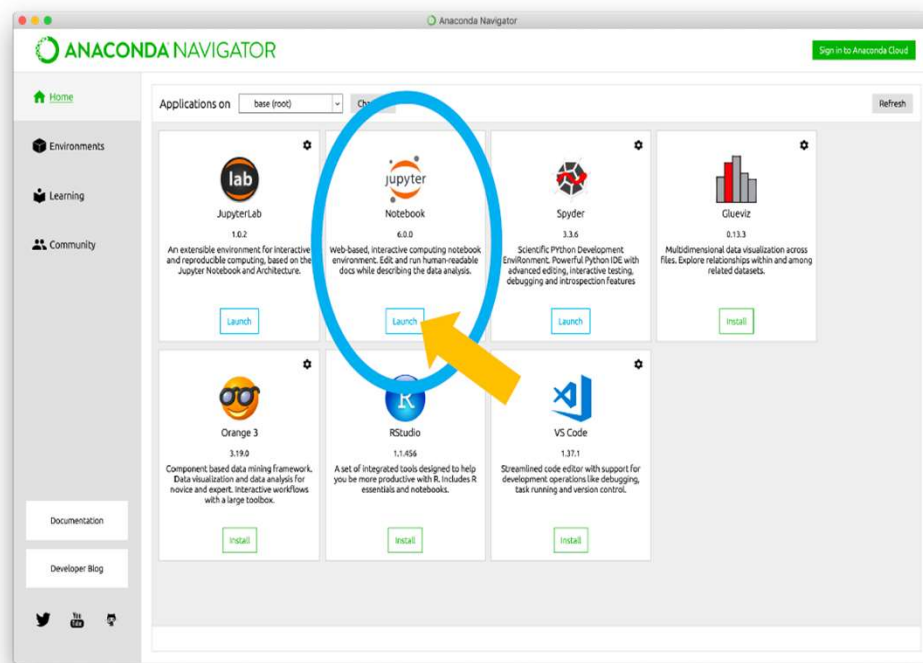 Anaconda Navigator
ANACONDA NAVIGATOR
Sign in to Anaconda Cloud
Home
Environments
Learning
Community
Documentation
Developer Blog
You
Tube
Applications on
base (root)
Refresh
lab
JupyterLab
1.0.2
An extensible environment for interactive
and reproducible computing, based on the
Jupyter Notebook and Architecture.
Launch
jupyter
Notebook
6.0.0
Web-based, interactive computing notebook
environment. Edit and run human-readable
docs while describing the data analysis.
Launch
Spyder
3.3.6
Scientific PYthon Development
EnviRonment. Powerful Python IDE with
advanced editing, interactive testing,
debugging and introspection features
Launch
Glueviz
0.13.3
Multidimensional data visualization across
files. Explore relationships within and among
related datasets.
Install
Orange 3
3.19.0
Component based data mining framework.
Data visualization and data analysis for
novice and expert. Interactive workflows
with a large toolbox.
Install
R
RStudio
1.1.456
A set of integrated tools designed to help
you be more productive with R. Includes R
essentials and notebooks.
Install
VS Code
1.37.1
Streamlined code editor with support for
development operations like debugging,
task running and version control.
Install